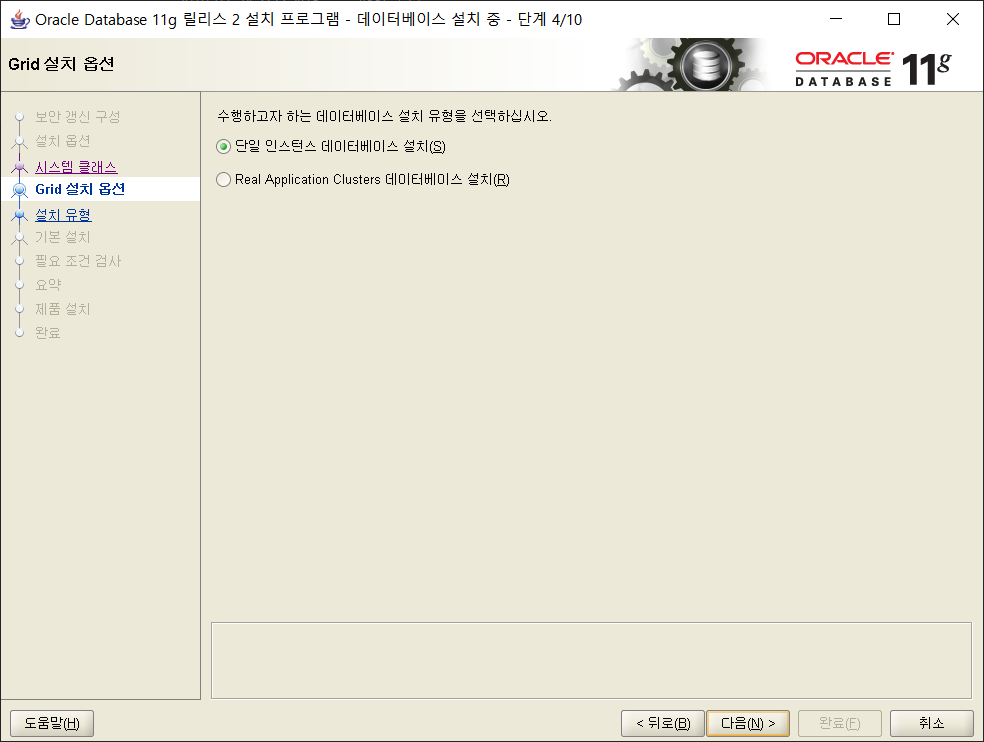 Oracle Database 11g 릴리스 2 설치 프로그램 - 데이터베이스 설치 중 - 단계 4/10
Grid 설치 옵션
ORACLE
DATABASE
11g
보안 갱신 구성
설치 옵션
시스템 클래스
Grid 설치 옵션
설치 유형
기본 설치
필요 조건 검사
요약
제품 설치
완료
수행하고자 하는 데이터베이스 설치 유형을 선택하십시오.
단일 인스턴스 데이터베이스 설치(S)
Real Application Clusters 데이터베이스 설치(R)
도움말(H)
< 뒤로(B)
다음(N) >
완료(F)
취소